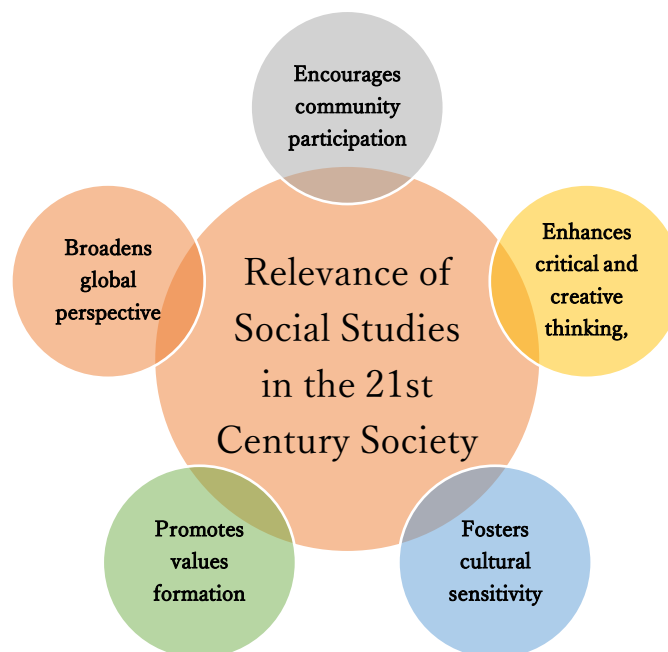 Encourages
community
participation
Broadens
global
perspective
Relevance of
Social Studies
in the 21st
Century Society
Enhances
critical and
creative
thinking,
Promotes
values
formation
Fosters
cultural
sensitivity